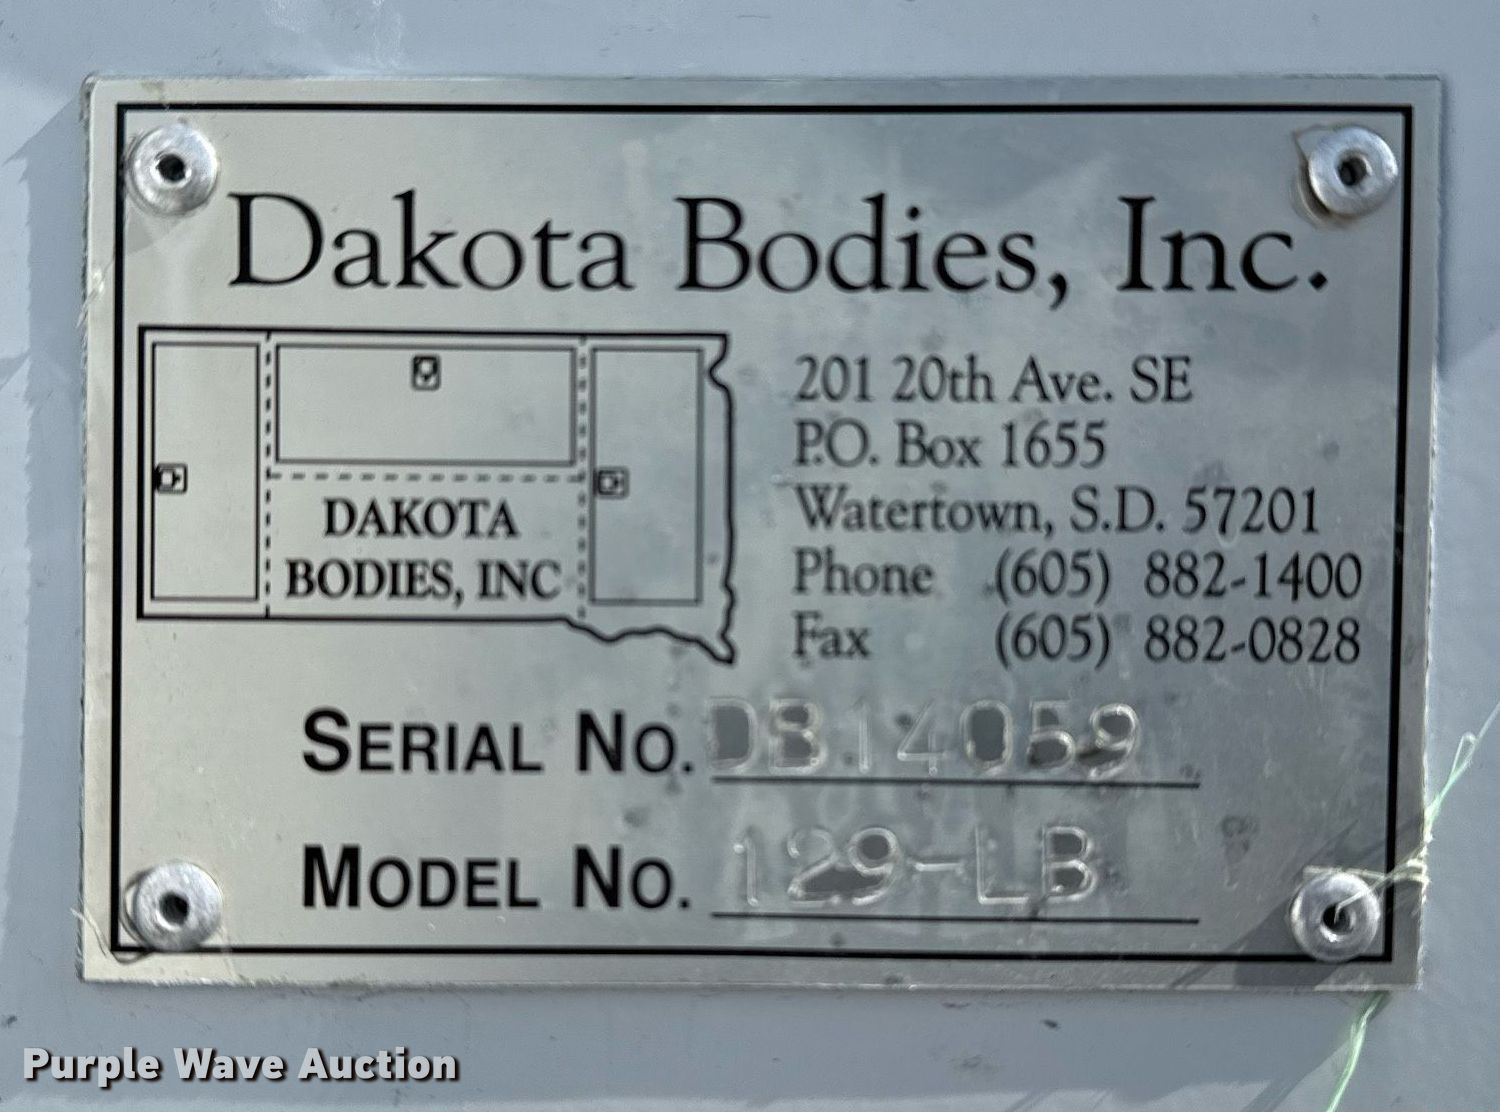 Dakota Bodies, Inc.
DAKOTA
BODIES, INC
201 20th Ave. SE
P.O. Box 1655
Watertown, S.D. 57201
Phone (605) 882-1400
Fax (605) 882-0828
SERIAL NO. DB14059
MODEL NO. 129-LB
Purple Wave Auction